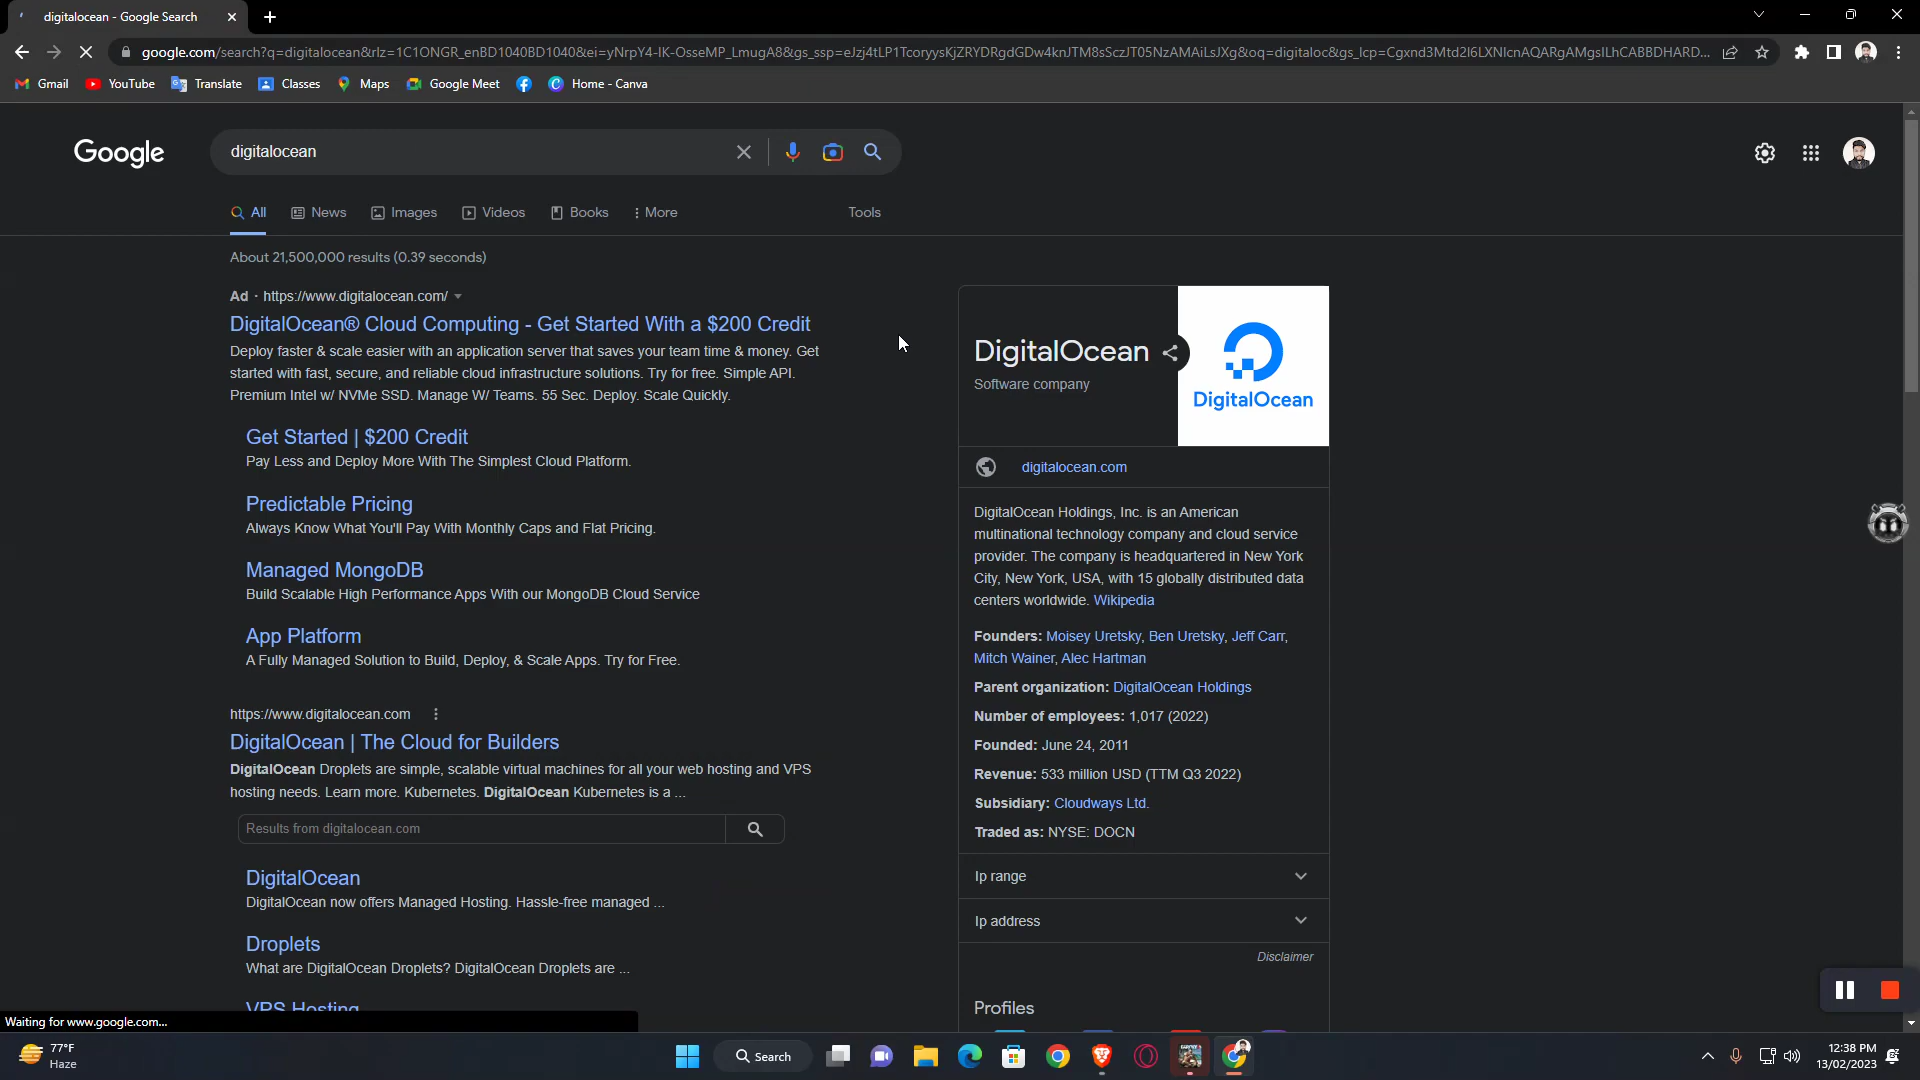 digitalocean - Google Search
google.com/search?q=digitalocean&rlz=1C1ONGR_enBD1040BD1040&ei=yNrpY4-IK-OsseMP_LmugA8&gs_ssp=eJzj4tLP1TcoryysKjZRYDRgdGDw4knJTM8sSczJT05NzAMAiLsJXg&oq=digitaloc&gs_lcp=Cgxnd3Mtd2l6LXNlcnAQARgAMgsILhCABBDHARD...
Gmail YouTube Translate Classes Maps Google Meet Home - Canva
Google
digitalocean
All News Images Videos Books More Tools
About 21,500,000 results (0.39 seconds)
Ad · https://www.digitalocean.com/
DigitalOcean® Cloud Computing - Get Started With a $200 Credit
Deploy faster & scale easier with an application server that saves your team time & money. Get
started with fast, secure, and reliable cloud infrastructure solutions. Try for free. Simple API.
Premium Intel w/ NVMe SSD. Manage W/ Teams. 55 Sec. Deploy. Scale Quickly.
Get Started | $200 Credit
Pay Less and Deploy More With The Simplest Cloud Platform.
Predictable Pricing
Always Know What You'll Pay With Monthly Caps and Flat Pricing.
Managed MongoDB
Build Scalable High Performance Apps With our MongoDB Cloud Service
App Platform
A Fully Managed Solution to Build, Deploy, & Scale Apps. Try for Free.
https://www.digitalocean.com
DigitalOcean | The Cloud for Builders
DigitalOcean Droplets are simple, scalable virtual machines for all your web hosting and VPS
hosting needs. Learn more. Kubernetes. DigitalOcean Kubernetes is a ...
Results from digitalocean.com
DigitalOcean
DigitalOcean now offers Managed Hosting. Hassle-free managed ...
Droplets
What are DigitalOcean Droplets? DigitalOcean Droplets are ...
VPS Hosting
DigitalOcean
Software company
DigitalOcean
digitalocean.com
DigitalOcean Holdings, Inc. is an American
multinational technology company and cloud service
provider. The company is headquartered in New York
City, New York, USA, with 15 globally distributed data
centers worldwide. Wikipedia
Founders: Moisey Uretsky, Ben Uretsky, Jeff Carr,
Mitch Wainer, Alec Hartman
Parent organization: DigitalOcean Holdings
Number of employees: 1,017 (2022)
Founded: June 24, 2011
Revenue: 533 million USD (TTM Q3 2022)
Subsidiary: Cloudways Ltd.
Traded as: NYSE: DOCN
Ip range
Ip address
Disclaimer
Profiles
Waiting for www.google.com...
77°F
Haze
Search
12:38 PM
13/02/2023